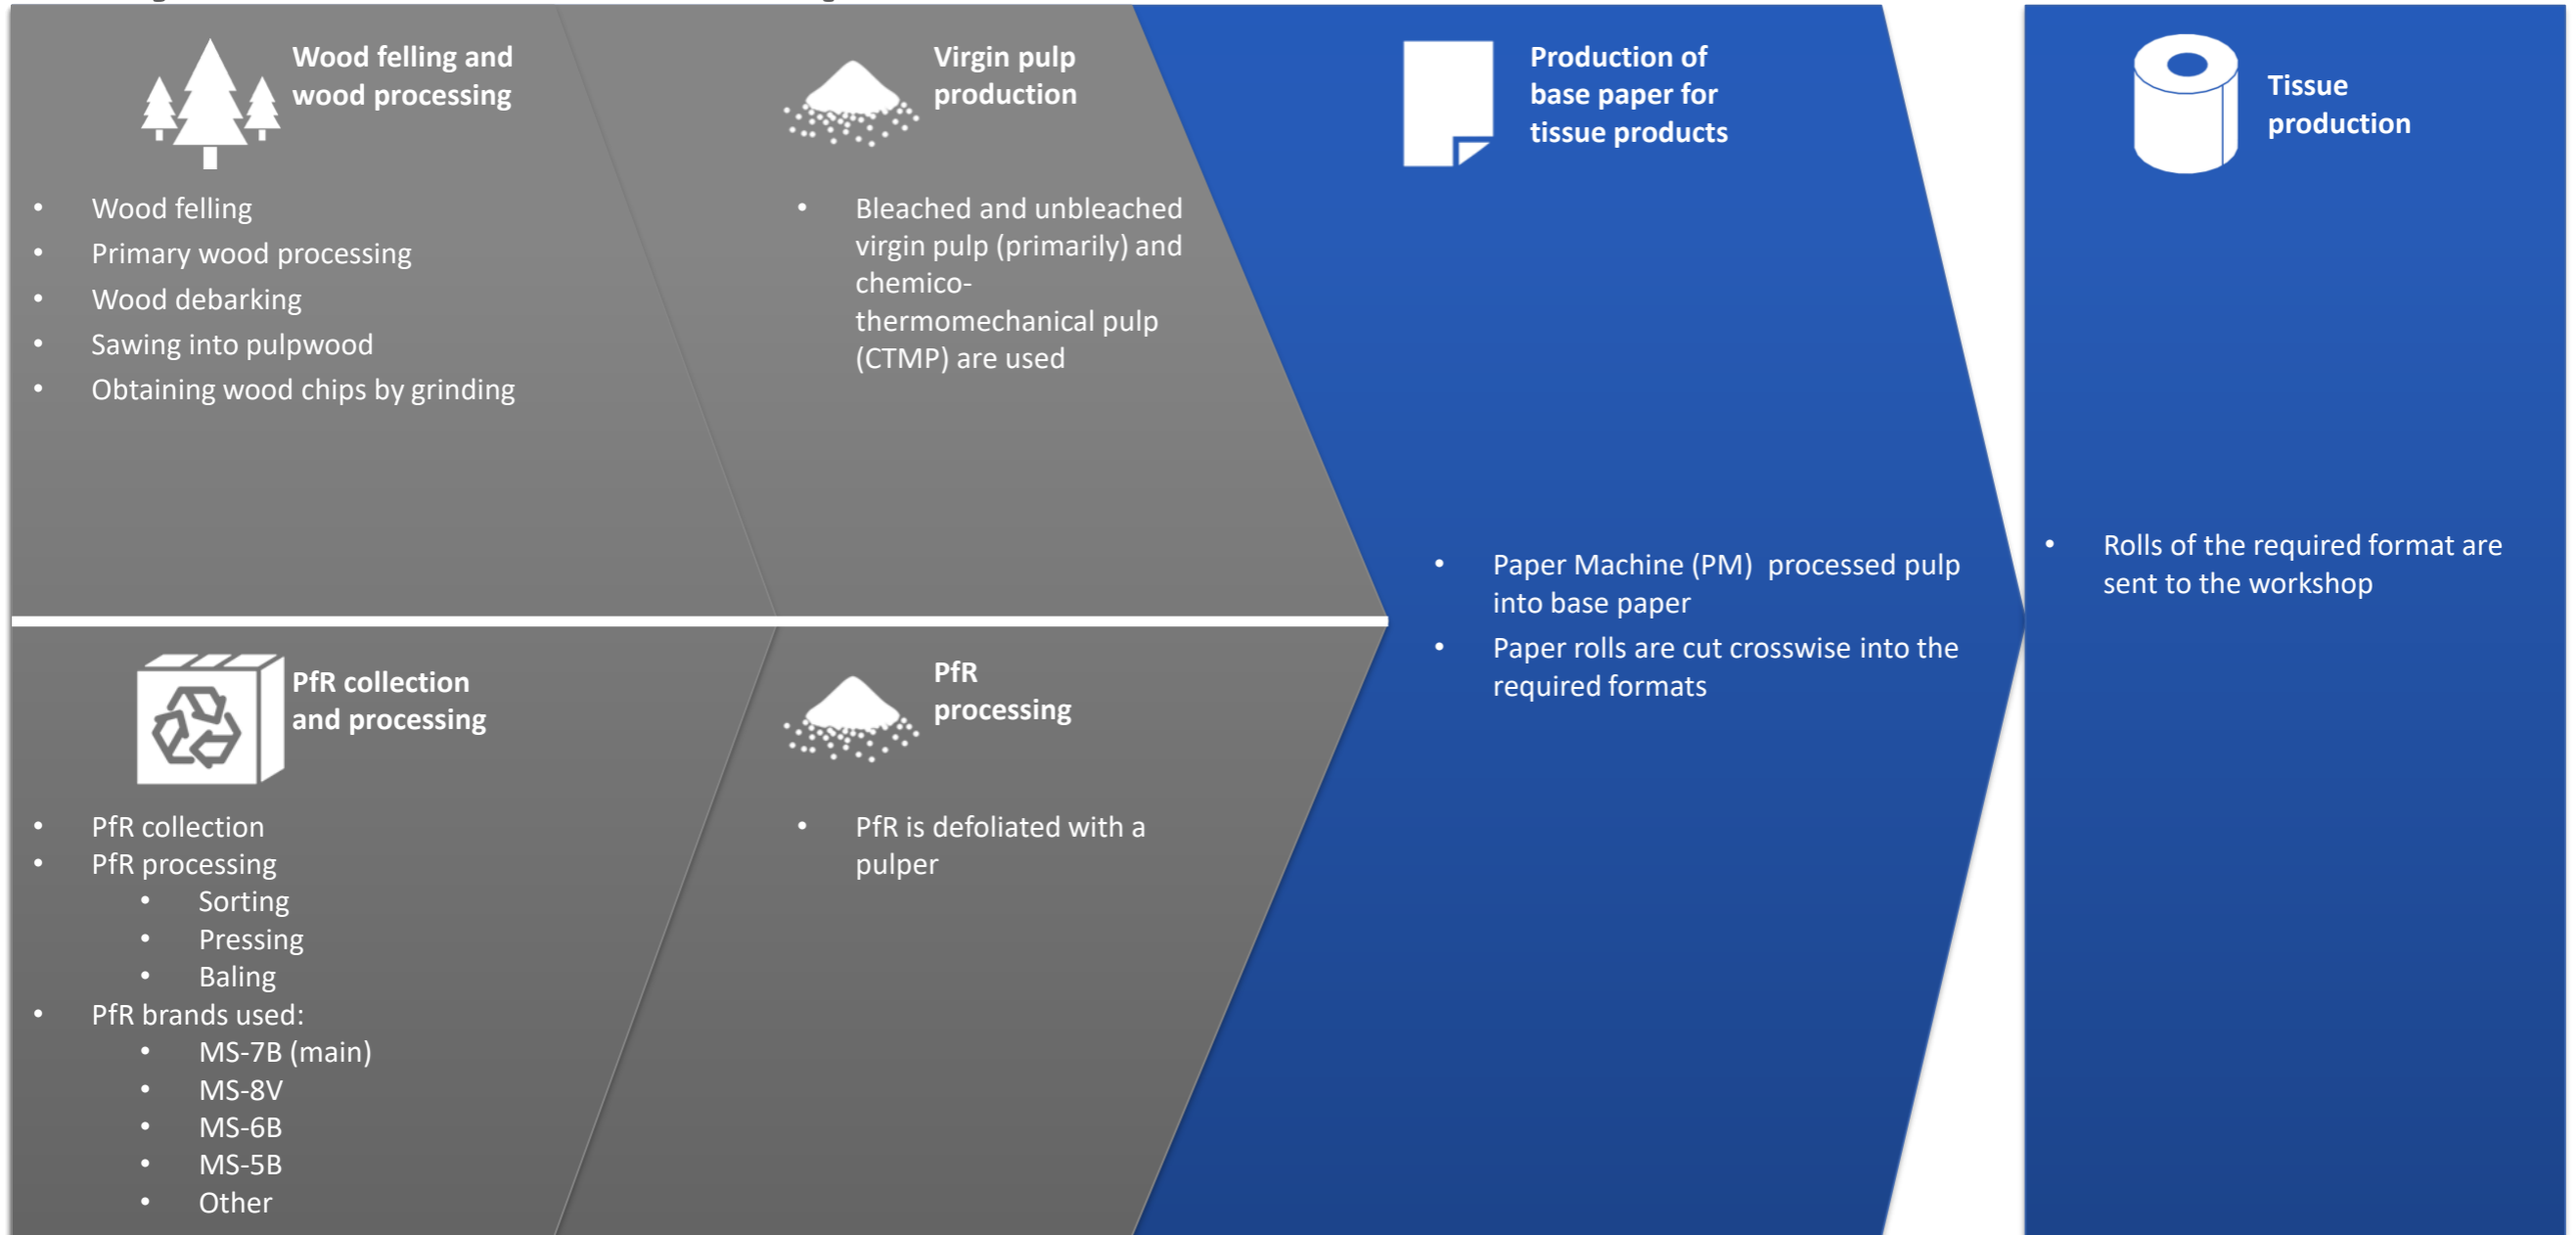 Wood felling and
wood processing
• Wood felling
• Primary wood processing
• Wood debarking
• Sawing into pulpwood
• Obtaining wood chips by grinding
Virgin pulp
production
• Bleached and unbleached
virgin pulp (primarily) and
chemico-
thermomechanical pulp
(CTMP) are used
PfR collection
and processing
• PfR collection
• PfR processing
• Sorting
• Pressing
• Baling
• PfR brands used:
• MS-7B (main)
• MS-8V
• MS-6B
• MS-5B
• Other
PfR
processing
• PfR is defoliated with a
pulper
Production of
base paper for
tissue products
• Paper Machine (PM) processed pulp
into base paper
• Paper rolls are cut crosswise into the
required formats
Tissue
production
• Rolls of the required format are
sent to the workshop